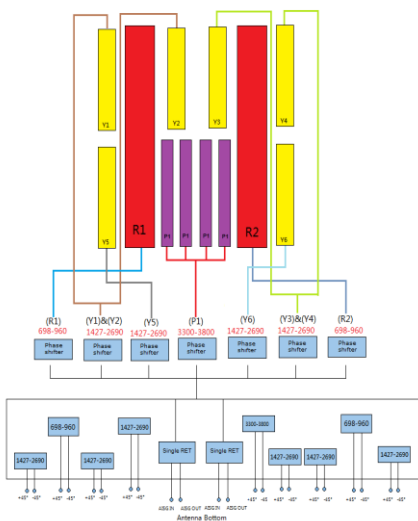 Y1
Y2
Y3
Y4
Y5
R1
P1
P1
P1
P1
R2
Y6
(R1)
698-960
Phase
shifter
(Y1)&(Y2)
1427-2690
Phase
shifter
(Y5)
1427-2690
Phase
shifter
(P1)
3300-3800
Phase
shifter
(Y6)
1427-2690
Phase
shifter
(Y3)&(Y4)
1427-2690
Phase
shifter
(R2)
698-960
Phase
shifter
1427-2690
+45° -45°
698-960
+45° -45°
1427-2690
+45° -45°
1427-2690
+45° -45°
Single RET
AISG IN AISG OUT
Single RET
AISG IN AISG OUT
3300-3800
+45° -45
1427-2690
+45° -45°
1427-2690
+45° -45°
698-960
+45° -45°
1427-2690
+45° -45°
Antenna Bottom